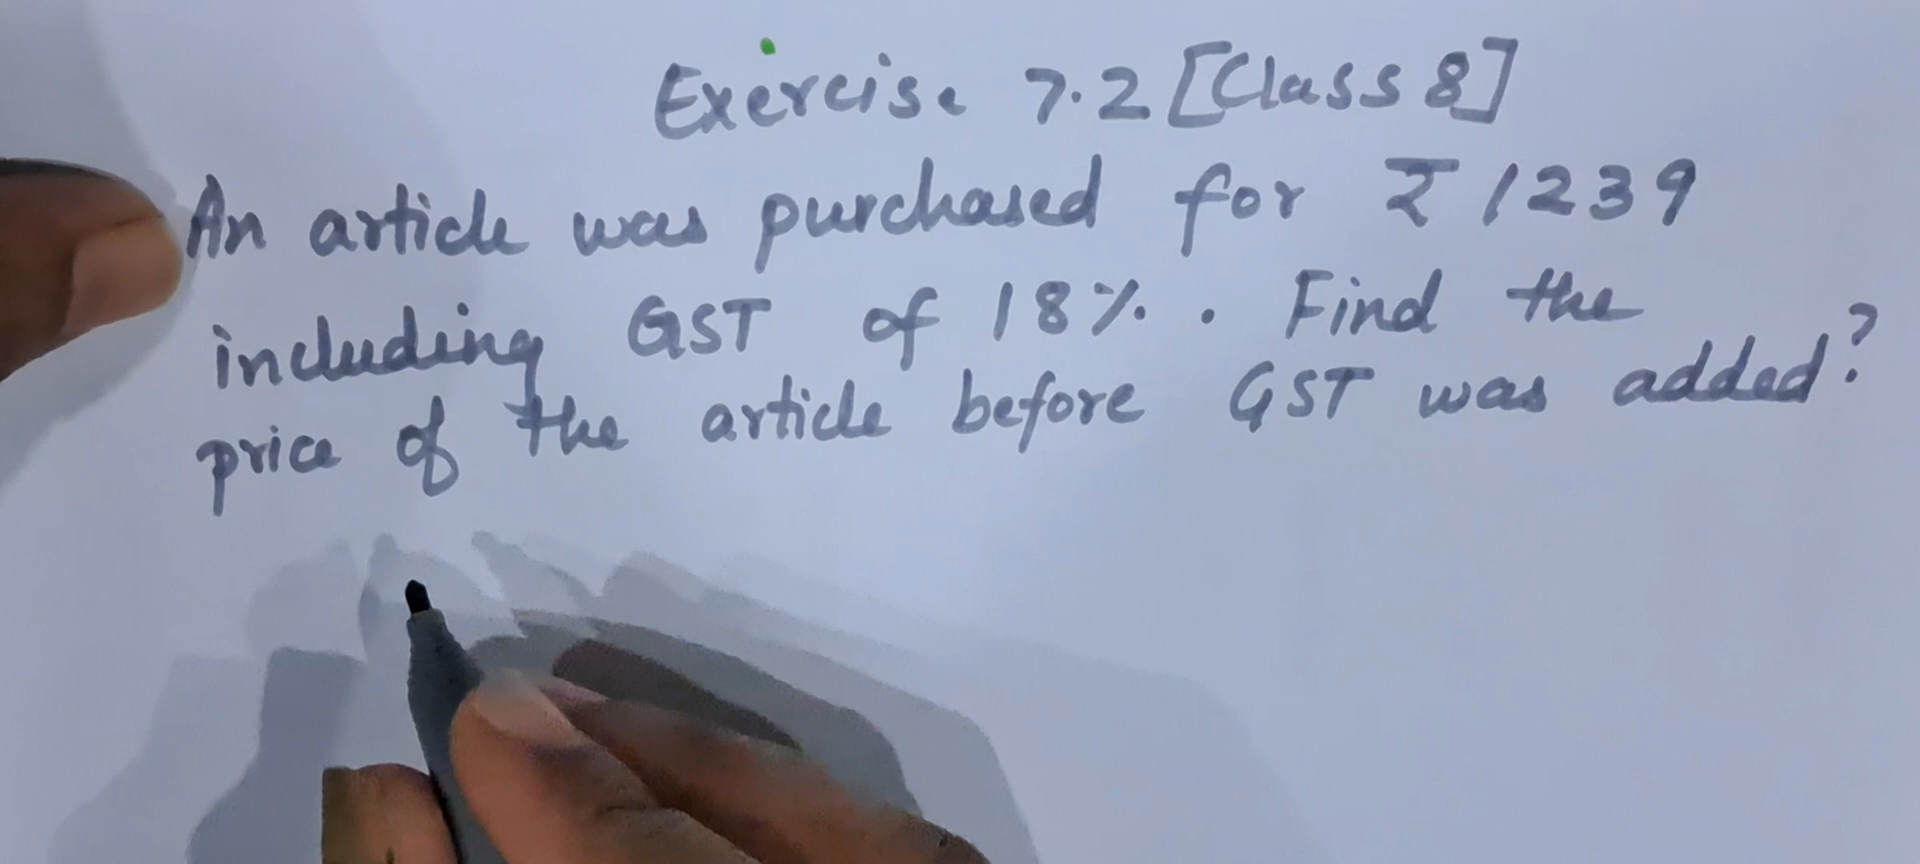 Exercise 7.2 [Class 8]
An article was purchased for ₹ 1239
including GST of 18%. Find the
price of the article before GST was added?